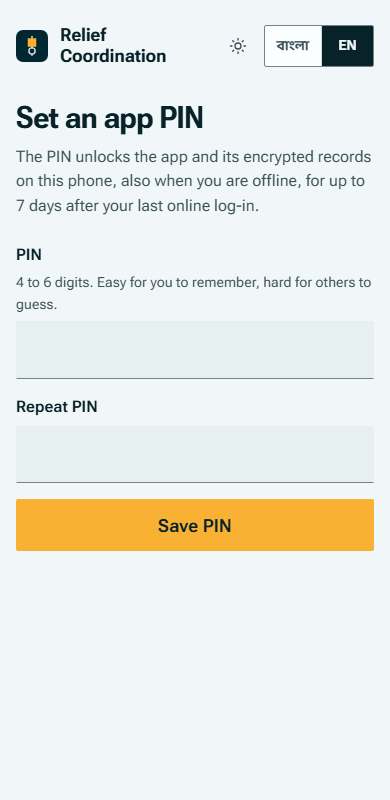 Relief
Coordination
বাংলা
EN
Set an app PIN
The PIN unlocks the app and its encrypted records
on this phone, also when you are offline, for up to
7 days after your last online log-in.
PIN
4 to 6 digits. Easy for you to remember, hard for others to
guess.
Repeat PIN
Save PIN